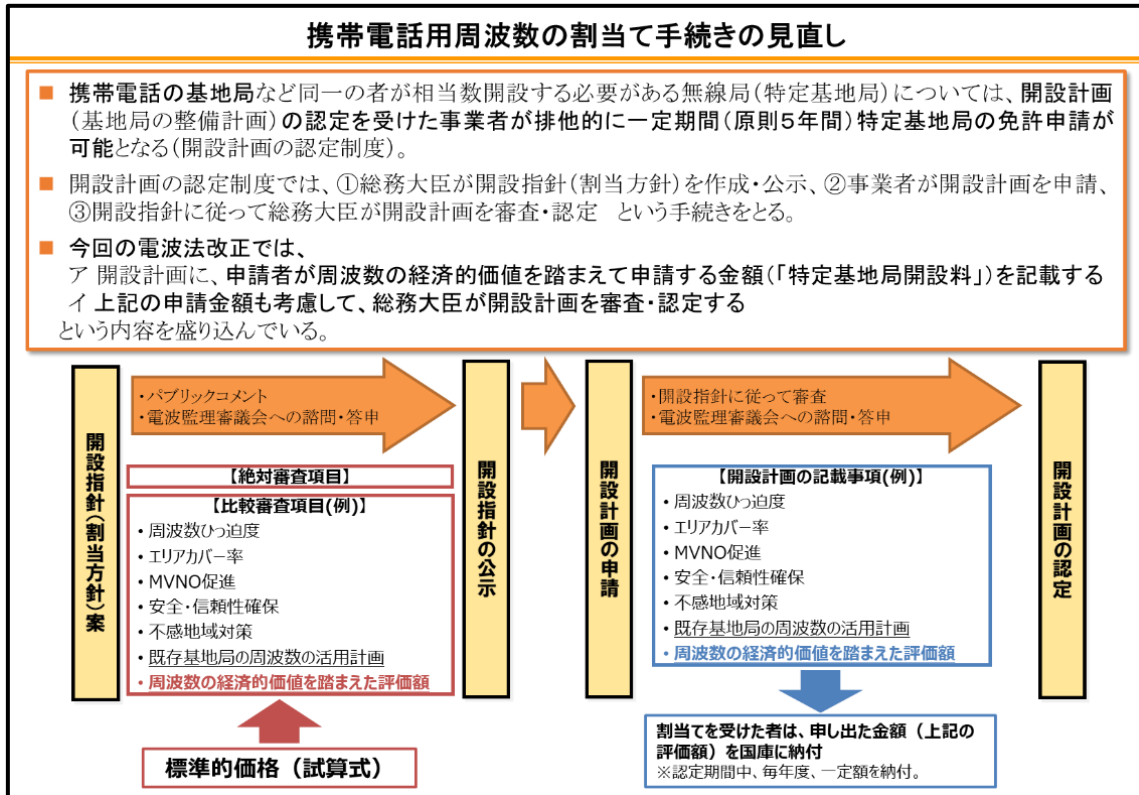 携帯電話用周波数の割当て手続きの見直し
■ 携帯電話の基地局など同一の者が相当数開設する必要がある無線局(特定基地局)については、開設計画
(基地局の整備計画)の認定を受けた事業者が排他的に一定期間(原則5年間)特定基地局の免許申請が
可能となる(開設計画の認定制度)。
■ 開設計画の認定制度では、①総務大臣が開設指針(割当方針)を作成・公示、②事業者が開設計画を申請、
③開設指針に従って総務大臣が開設計画を審査・認定　という手続きをとる。
■ 今回の電波法改正では、
ア 開設計画に、申請者が周波数の経済的価値を踏まえて申請する金額(「特定基地局開設料」)を記載する
イ 上記の申請金額も考慮して、総務大臣が開設計画を審査・認定する
という内容を盛り込んでいる。
開設指針(割当方針)案
・パブリックコメント
・電波監理審議会への諮問・答申
【絶対審査項目】
【比較審査項目(例)】
・周波数ひっ迫度
・エリアカバー率
・MVNO促進
・安全・信頼性確保
・不感地域対策
・既存基地局の周波数の活用計画
・周波数の経済的価値を踏まえた評価額
標準的価格（試算式）
開設指針の公示
開設計画の申請
・開設指針に従って審査
・電波監理審議会への諮問・答申
【開設計画の記載事項(例)】
・周波数ひっ迫度
・エリアカバー率
・MVNO促進
・安全・信頼性確保
・不感地域対策
・既存基地局の周波数の活用計画
・周波数の経済的価値を踏まえた評価額
割当てを受けた者は、申し出た金額（上記の
評価額）を国庫に納付
※認定期間中、毎年度、一定額を納付。
開設計画の認定